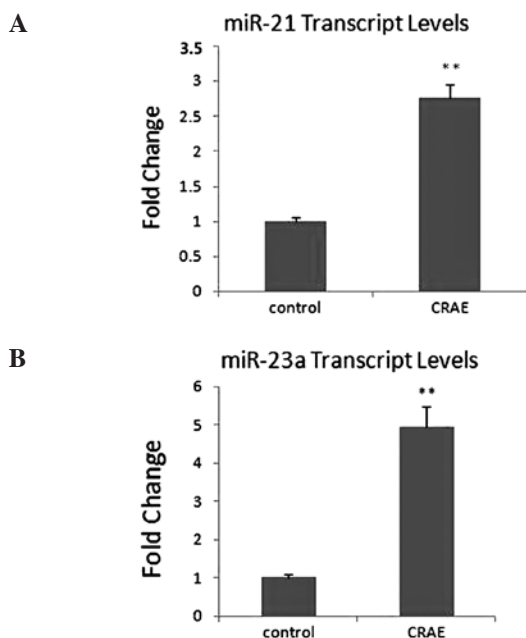 A
miR-21 Transcript Levels
Fold Change
3.5
3
2.5
2
1.5
1
0.5
0
**
control
CRAE
B
miR-23a Transcript Levels
Fold Change
6
5
4
3
2
1
0
**
control
CRAE